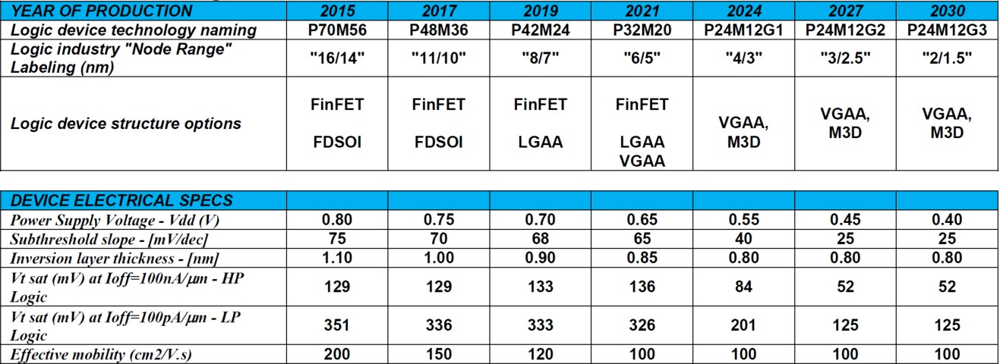 YEAR OF PRODUCTION 2015 2017 2019 2021 2024 2027 2030
Logic device technology naming P70M56 P48M36 P42M24 P32M20 P24M12G1 P24M12G2 P24M12G3
Logic industry "Node Range"
Labeling (nm) "16/14" "11/10" "8/7" "6/5" "4/3" "3/2.5" "2/1.5"
Logic device structure options
FinFET
FDSOI
FinFET
FDSOI
FinFET
LGAA
FinFET
LGAA
VGAA
VGAA,
M3D
VGAA,
M3D
VGAA,
M3D
DEVICE ELECTRICAL SPECS
Power Supply Voltage - Vdd (V) 0.80 0.75 0.70 0.65 0.55 0.45 0.40
Subthreshold slope - [mV/dec] 75 70 68 65 40 25 25
Inversion layer thickness - [nm] 1.10 1.00 0.90 0.85 0.80 0.80 0.80
Vt sat (mV) at Ioff=100nA/μm - HP
Logic 129 129 133 136 84 52 52
Vt sat (mV) at Ioff=100pA/μm - LP
Logic 351 336 333 326 201 125 125
Effective mobility (cm2/V.s) 200 150 120 100 100 100 100